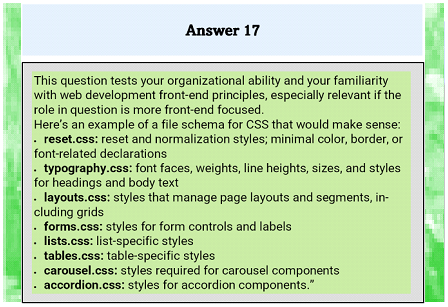 Answer 17
This question tests your organizational ability and your familiarity
with web development front-end principles, especially relevant if the
role in question is more front-end focused.
Here's an example of a file schema for CSS that would make sense:
• reset.css: reset and normalization styles; minimal color, border, or
font-related declarations
• typography.css: font faces, weights, line heights, sizes, and styles
for headings and body text
• layouts.css: styles that manage page layouts and segments, in-
cluding grids
• forms.css: styles for form controls and labels
• lists.css: list-specific styles
• tables.css: table-specific styles
• carousel.css: styles required for carousel components
• accordion.css: styles for accordion components.”